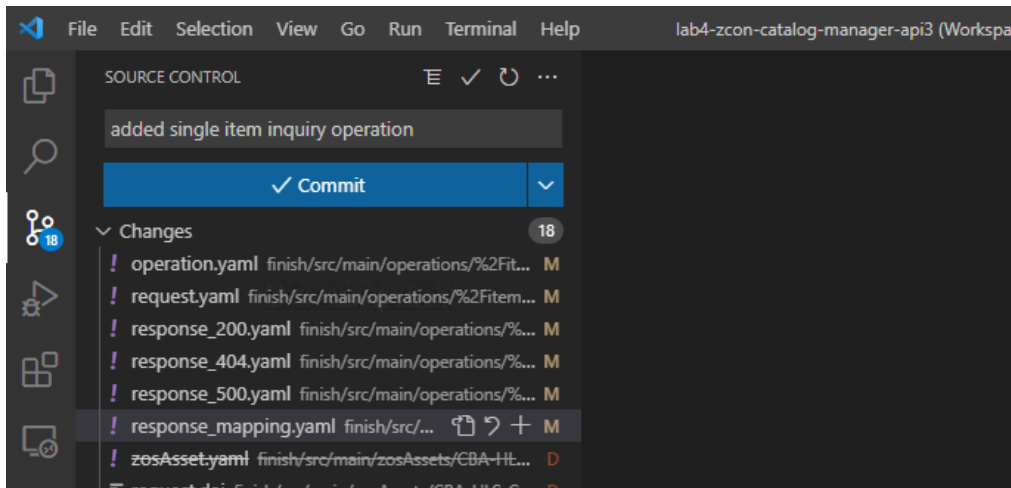 File Edit Selection View Go Run Terminal Help lab4-zcon-catalog-manager-api3 (Workspa
SOURCE CONTROL
added single item inquiry operation
Commit
18
Changes 18
! operation.yaml finish/src/main/operations/%2Fit... M
! request.yaml finish/src/main/operations/%2Fitem... M
! response_200.yaml finish/src/main/operations/%... M
! response_404.yaml finish/src/main/operations/%... M
! response_500.yaml finish/src/main/operations/%... M
! response_mapping.yaml finish/src/... M
! zosAsset.yaml finish/src/main/zosAssets/CBA-HL... D